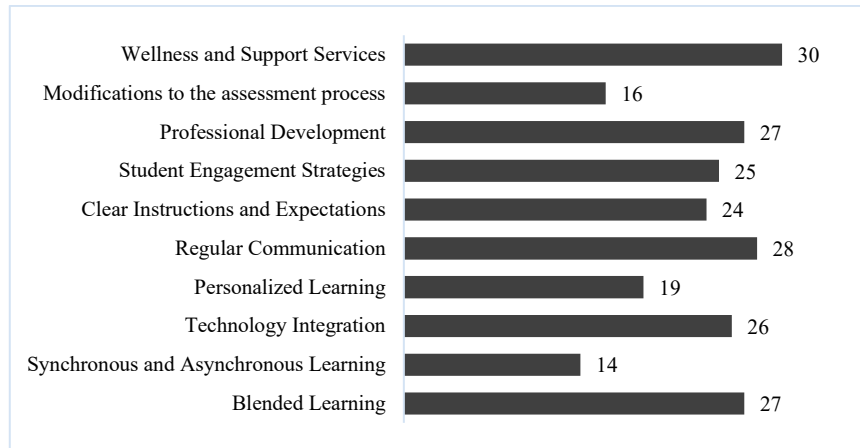 Wellness and Support Services 30
Modifications to the assessment process 16
Professional Development 27
Student Engagement Strategies 25
Clear Instructions and Expectations 24
Regular Communication 28
Personalized Learning 19
Technology Integration 26
Synchronous and Asynchronous Learning 14
Blended Learning 27